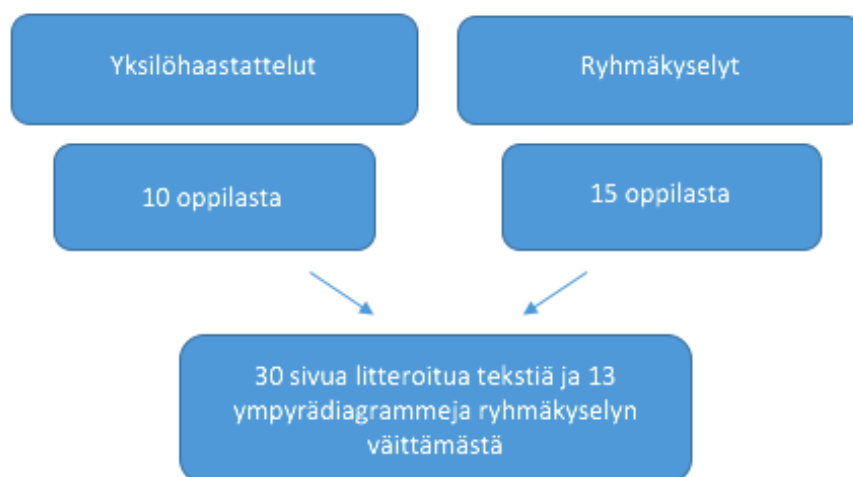 Yksilöhaastattelut
Ryhmäkyselyt
10 oppilasta
15 oppilasta
30 sivua litteroitua tekstiä ja 13
ympyrädiagrammeja ryhmäkyselyn
väittämästä